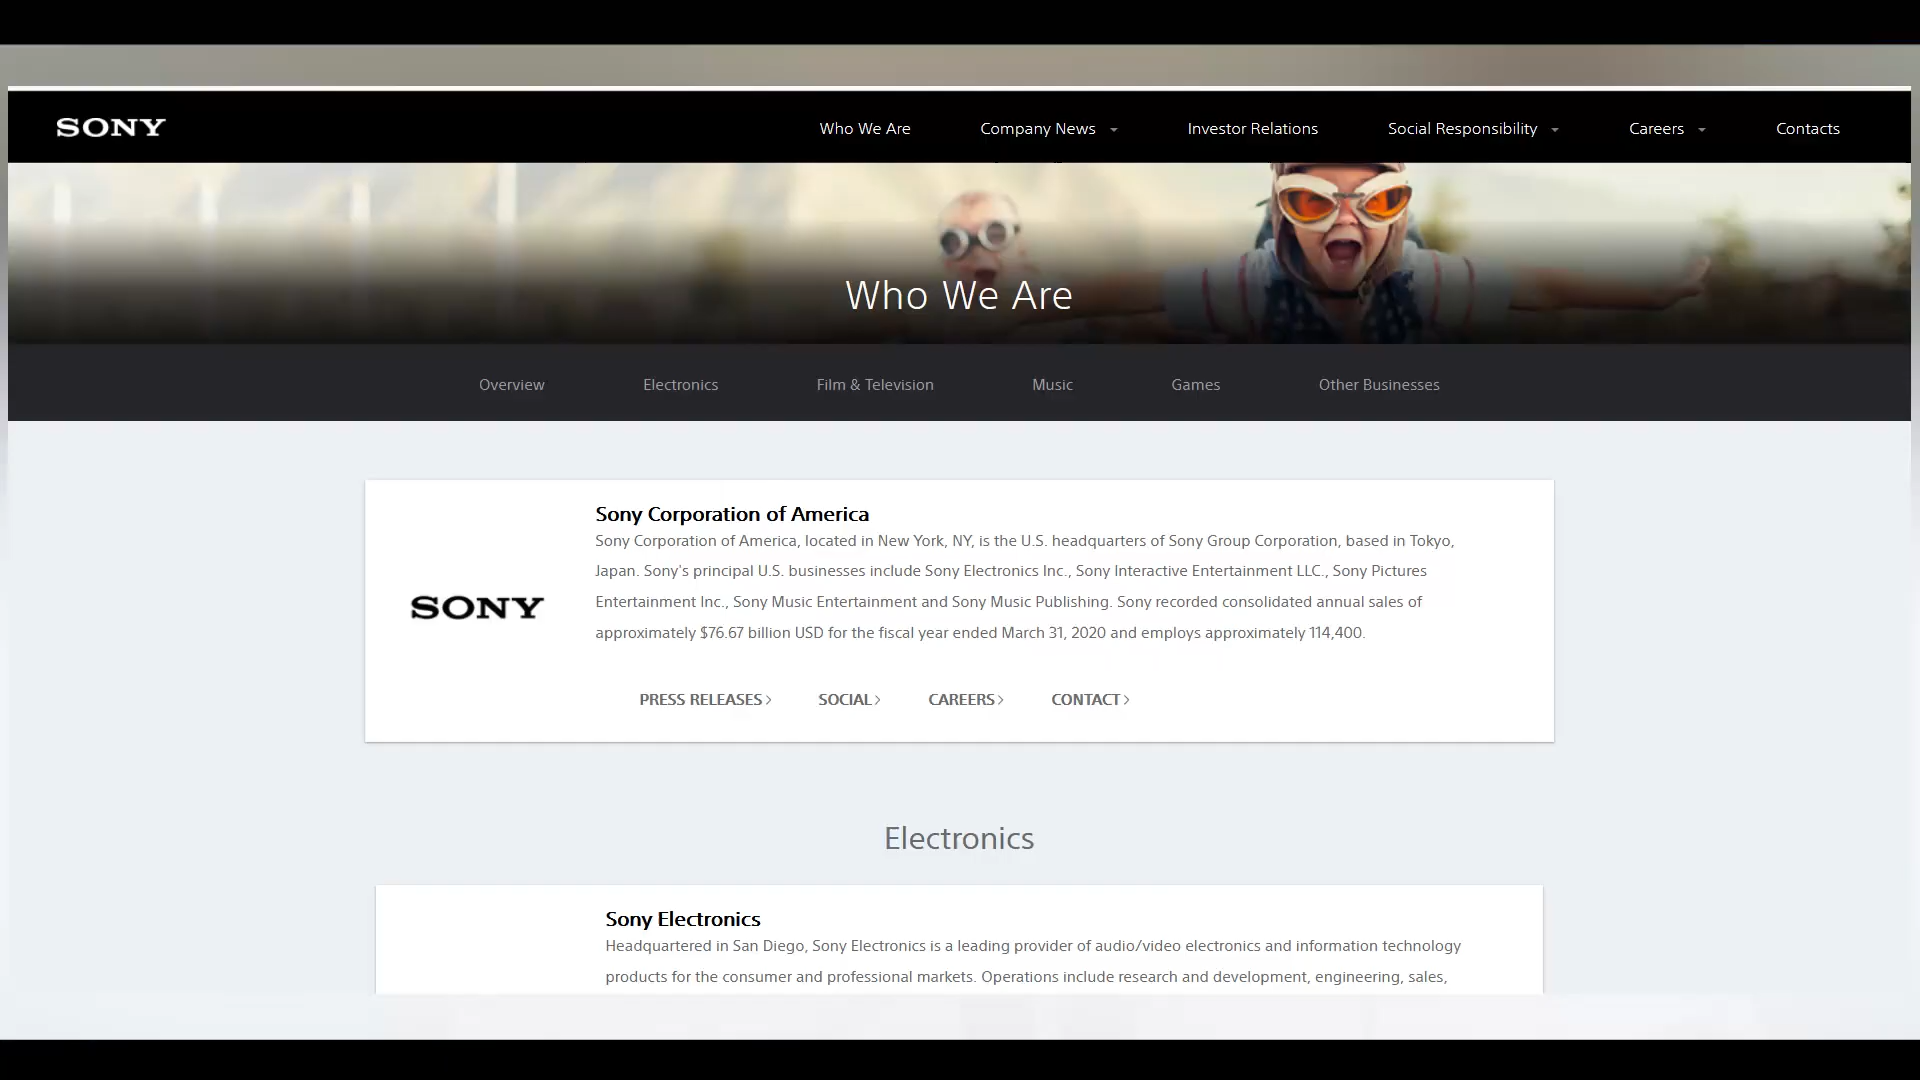 SONY
Who We Are
Company News
Investor Relations
Social Responsibility
Careers
Contacts
Who We Are
Overview
Electronics
Film & Television
Music
Games
Other Businesses
Sony Corporation of America
Sony Corporation of America, located in New York, NY, is the U.S. headquarters of Sony Group Corporation, based in Tokyo,
Japan. Sony's principal U.S. businesses include Sony Electronics Inc., Sony Interactive Entertainment LLC., Sony Pictures
Entertainment Inc., Sony Music Entertainment and Sony Music Publishing. Sony recorded consolidated annual sales of
approximately $76.67 billion USD for the fiscal year ended March 31, 2020 and employs approximately 114,400.
SONY
PRESS RELEASES>
SOCIAL>
CAREERS>
CONTACT>
Electronics
Sony Electronics
Headquartered in San Diego, Sony Electronics is a leading provider of audio/video electronics and information technology
products for the consumer and professional markets. Operations include research and development, engineering, sales,